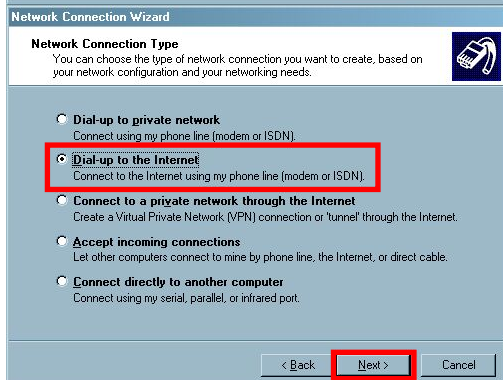 Network Connection Wizard
Network Connection Type
You can choose the type of network connection you want to create, based on
your network configuration and your networking needs.
Dial-up to private network
Connect using my phone line (modem or ISDN).
Dial-up to the Internet
Connect to the Internet using my phone line (modem or ISDN).
Connect to a private network through the Internet
Create a Virtual Private Network (VPN) connection or 'tunnel' through the Internet.
Accept incoming connections
Let other computers connect to mine by phone line, the Internet, or direct cable.
Connect directly to another computer
Connect using my serial, parallel, or infrared port.
< Back Next > Cancel